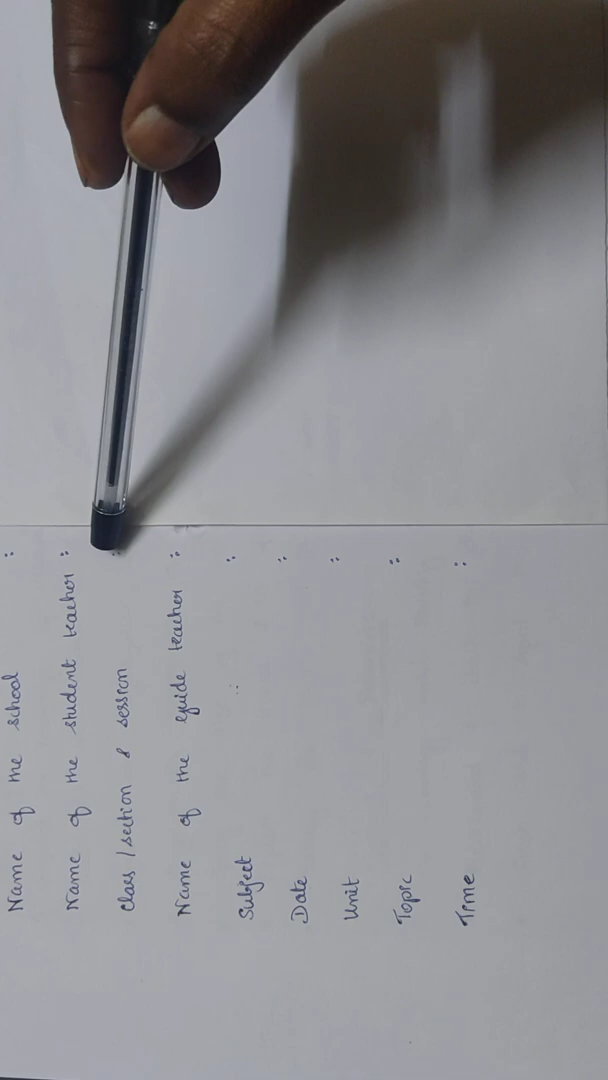 Name of the school :
Name of the student teacher :
Class / section & session :
Name of the guide teacher :
Subject :
Date :
Unit :
Topic :
Time :